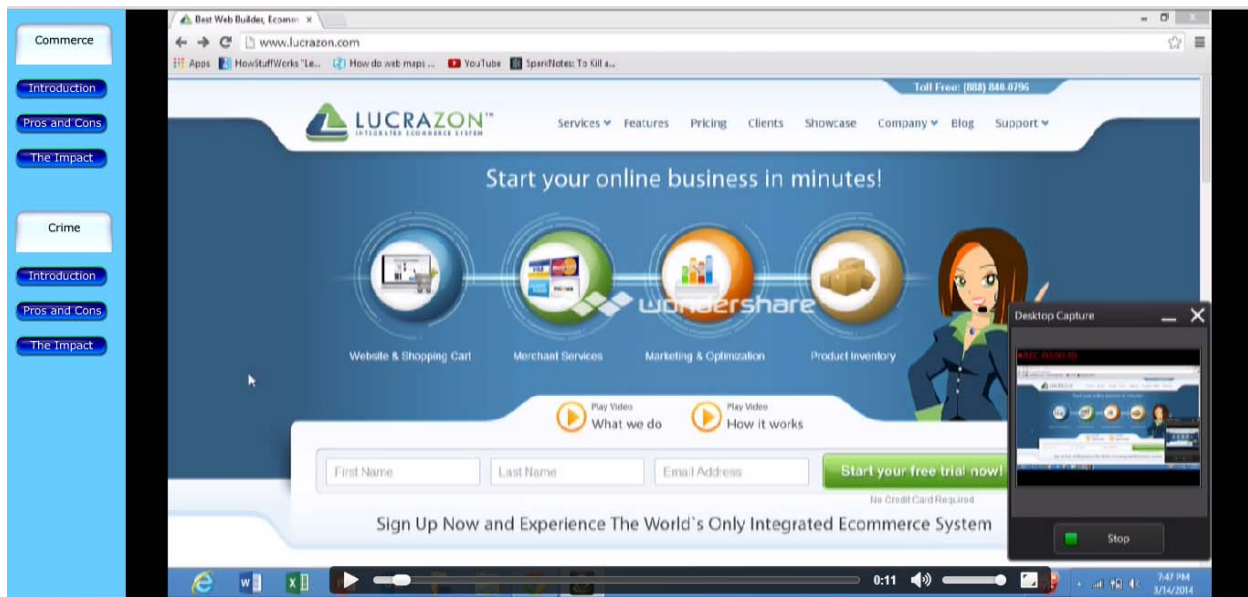 Commerce
Introduction
Pros and Cons
The Impact
Crime
Introduction
Pros and Cons
The Impact
Best Web Builder, Ecomm
www.lucrazon.com
Apps HowStuffWorks "Le... How do web maps ... YouTube SparkNotes: To Kill a...
Toll Free: (888) 840-0796
LUCRAZON™
INTEGRATED ECOMMERCE SYSTEM
Services Features Pricing Clients Showcase Company Blog Support
Start your online business in minutes!
wondershare
Website & Shopping Cart Merchant Services Marketing & Optimization Product Inventory
Play Video
What we do
Play Video
How it works
First Name Last Name Email Address Start your free trial now!
No Credit Card Required
Sign Up Now and Experience The World`s Only Integrated Ecommerce System
Desktop Capture
Stop
0:11
7:47 PM
3/14/2014